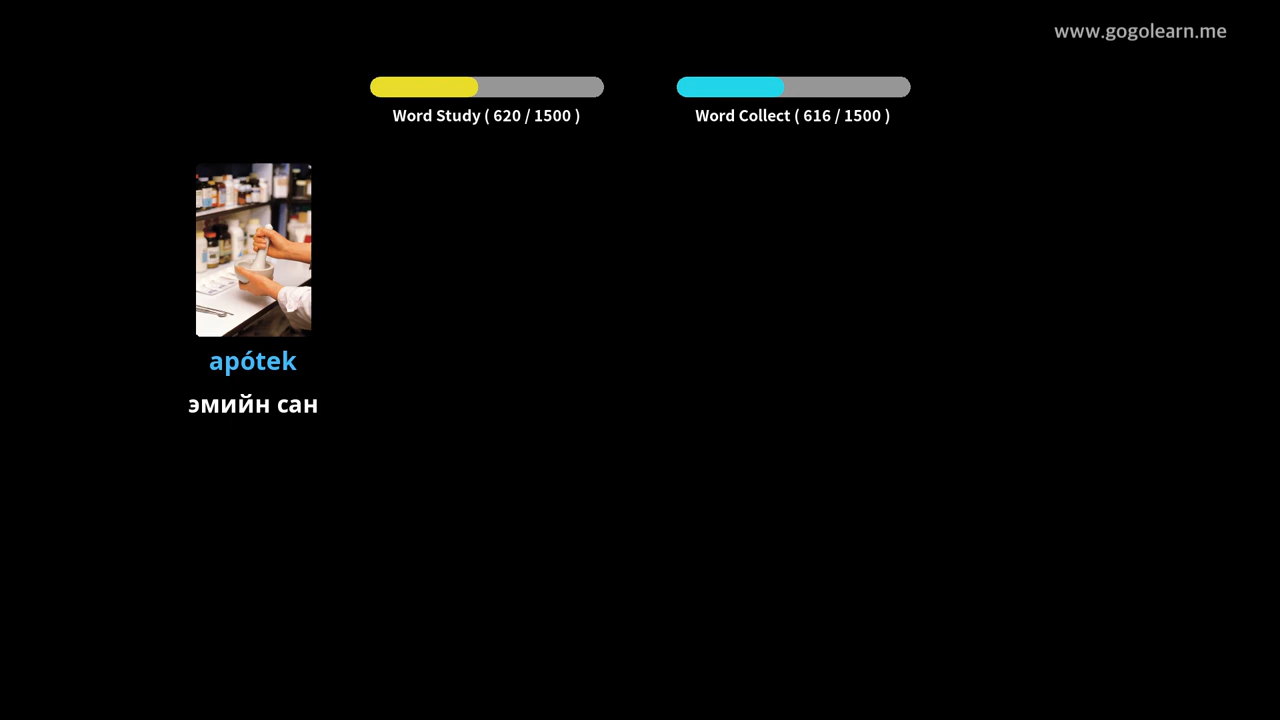 www.gogolearn.me
Word Study ( 620 / 1500 )
Word Collect ( 616 / 1500 )
apótek
эмийн сан